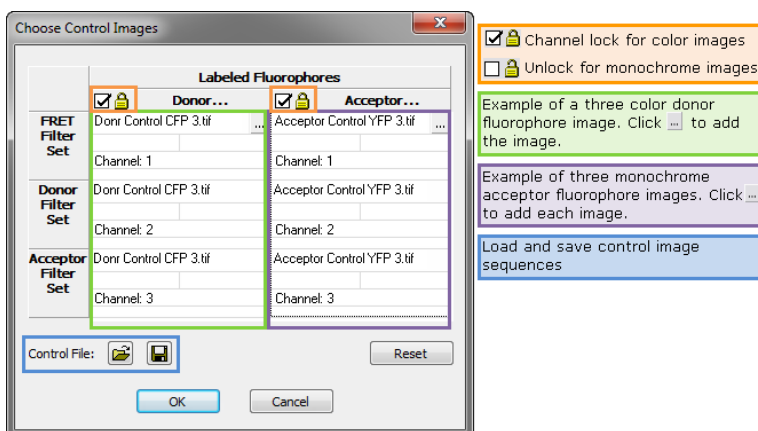 Choose Control Images
x
Labeled Fluorophores
Donor... Acceptor...
FRET Filter Set
Donr Control CFP 3.tif ... Acceptor Control YFP 3.tif ...
Channel: 1 Channel: 1
Donor Filter Set
Donr Control CFP 3.tif Acceptor Control YFP 3.tif
Channel: 2 Channel: 2
Acceptor Filter Set
Donr Control CFP 3.tif Acceptor Control YFP 3.tif
Channel: 3 Channel: 3
Control File: Reset
OK Cancel
Channel lock for color images
Unlock for monochrome images
Example of a three color donor
fluorophore image. Click ... to add
the image.
Example of three monochrome
acceptor fluorophore images. Click ...
to add each image.
Load and save control image
sequences